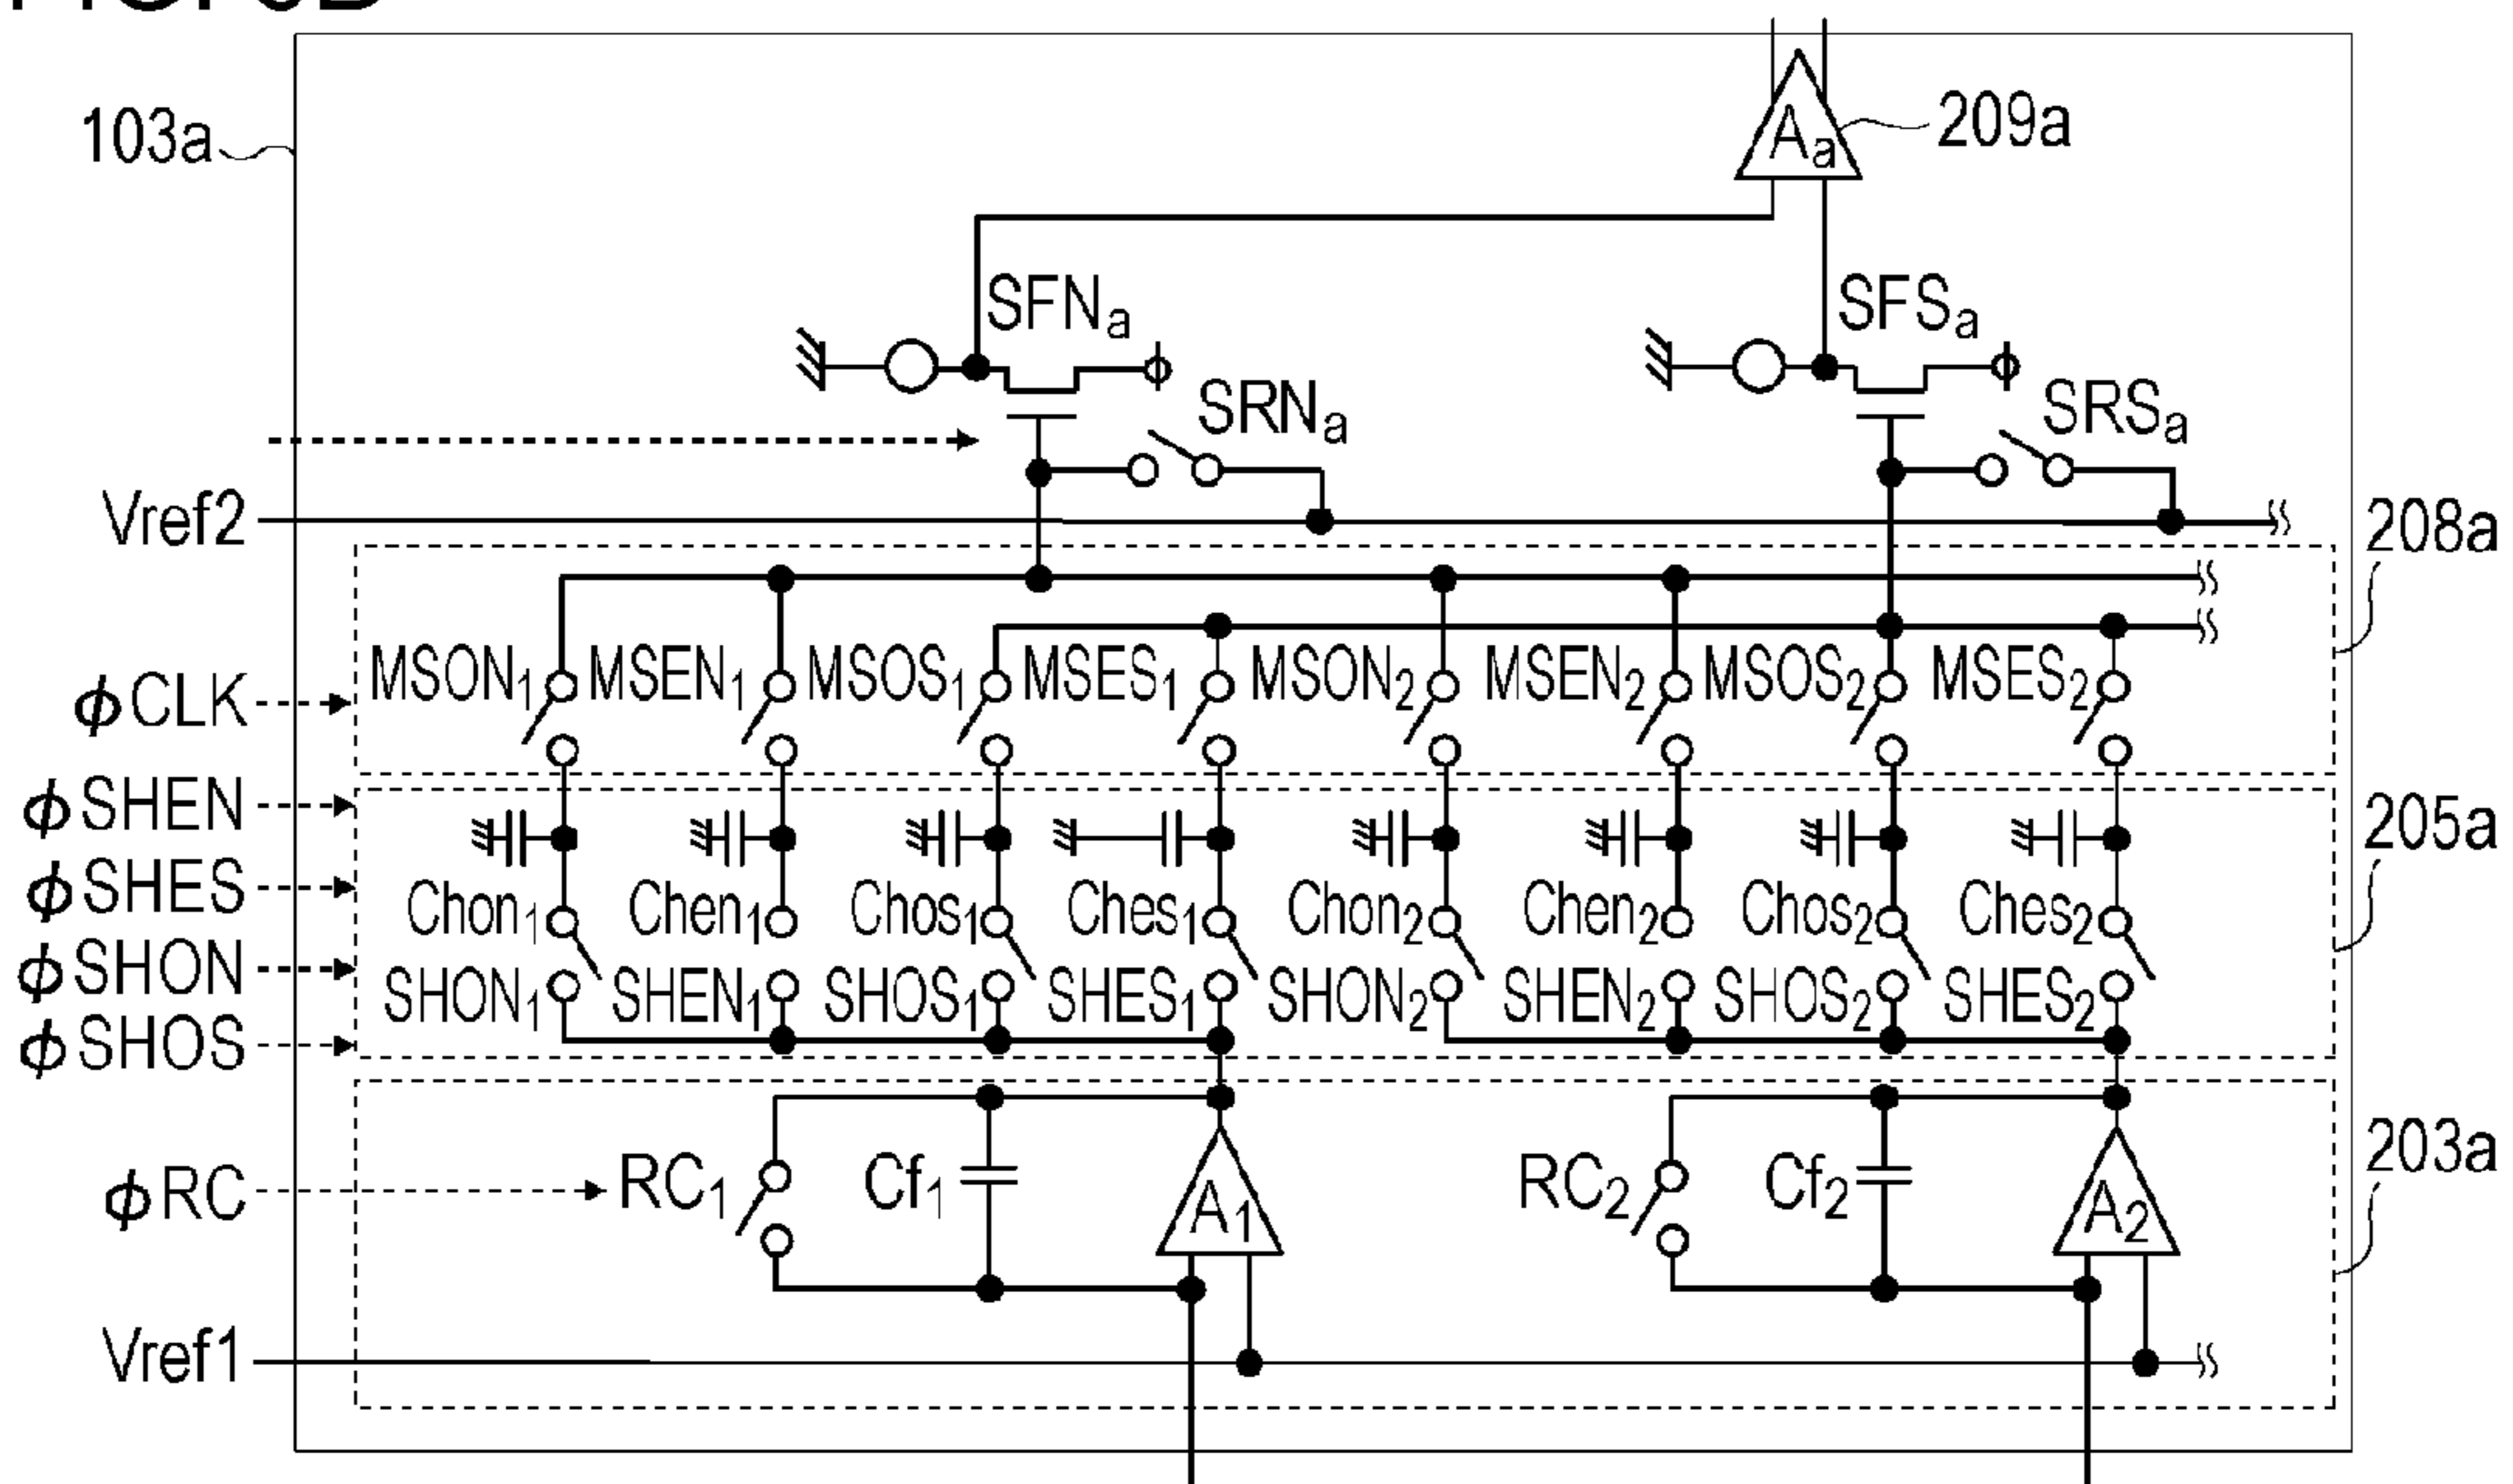 103a
Aa
209a
SFNa
SFSa
SRNa
SRSa
Vref2
208a
MSON1
MSEN1
MSOS1
MSES1
MSON2
MSEN2
MSOS2
MSES2
ϕCLK
ϕSHEN
205a
ϕSHES
Chon1
Chen1
Chos1
Ches1
Chon2
Chen2
Chos2
Ches2
ϕSHON
SHON1
SHEN1
SHOS1
SHES1
SHON2
SHEN2
SHOS2
SHES2
ϕSHOS
203a
ϕRC
RC1
Cf1
A1
RC2
Cf2
A2
Vref1